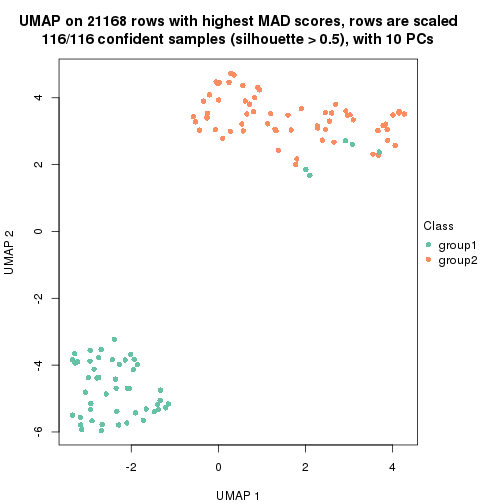 UMAP on 21168 rows with highest MAD scores, rows are scaled
116/116 confident samples (silhouette > 0.5), with 10 PCs
4
2
0
-2
-4
-6
UMAP 2
-2
0
2
4
UMAP 1
Class
group1
group2